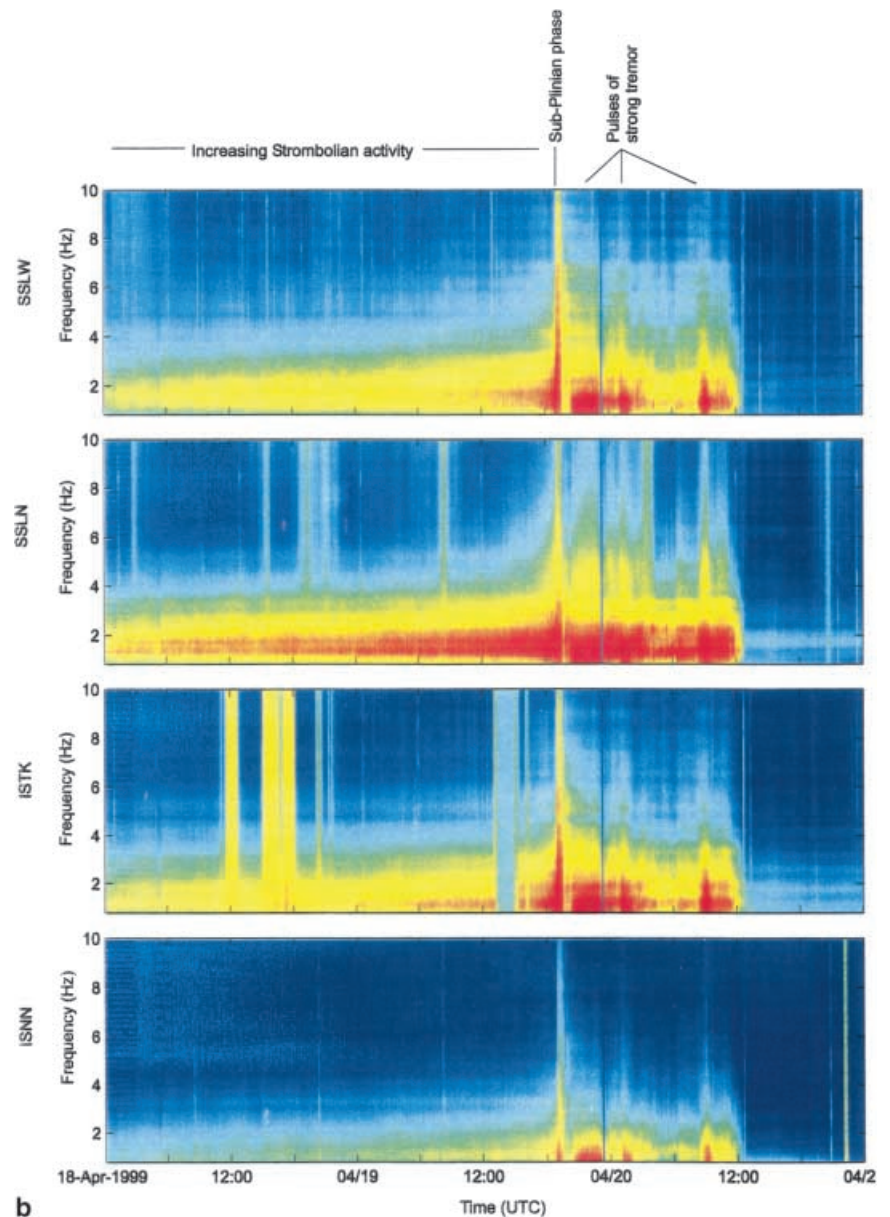 Sub-Plinian phase
Pulses of
strong tremor
Increasing Strombolian activity
SSLW
Frequency (Hz)
10
8
6
4
2
SSLN
Frequency (Hz)
10
8
6
4
2
ISTK
Frequency (Hz)
10
8
6
4
2
ISNN
Frequency (Hz)
10
8
6
4
2
18-Apr-1999 12:00 04/19 12:00 04/20 12:00 04/2
b
Time (UTC)